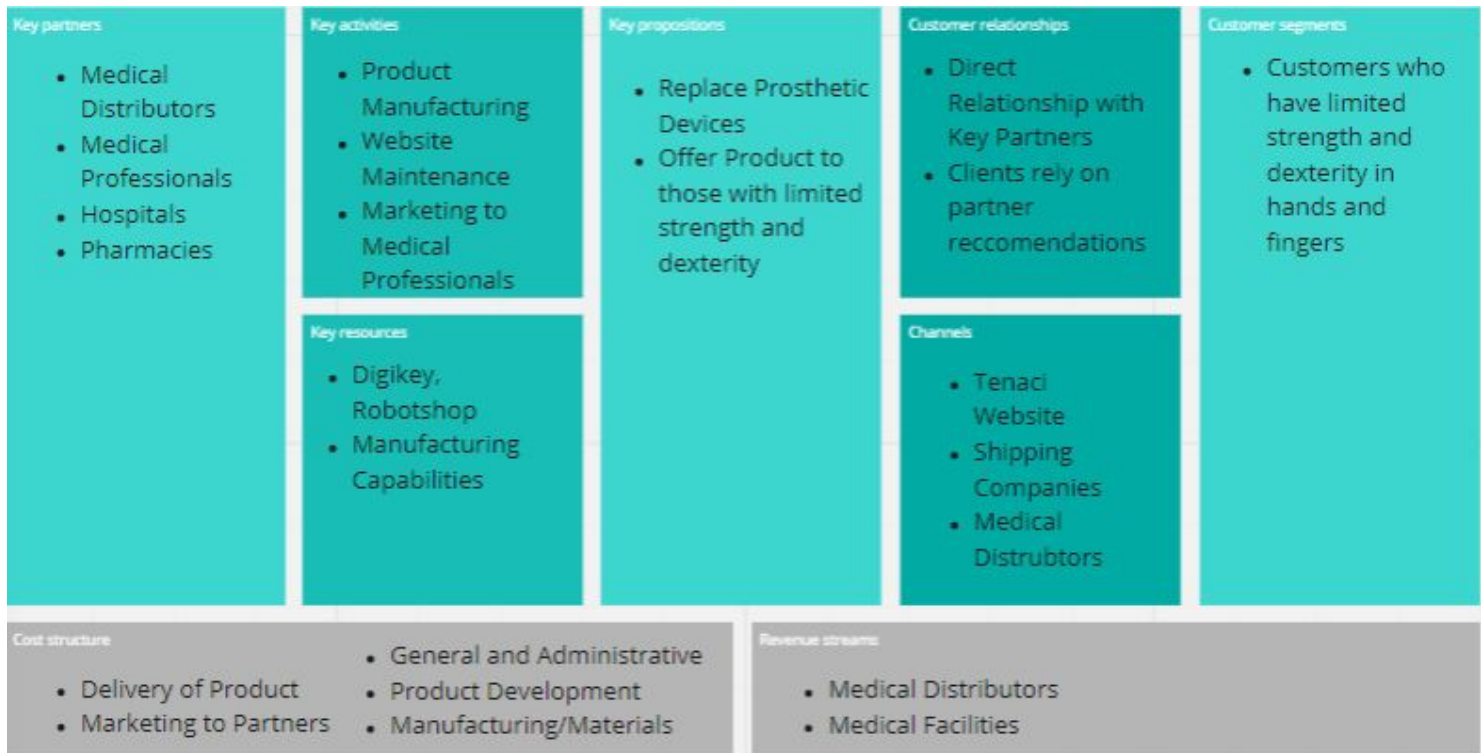 Key partners
• Medical
Distributors
• Medical
Professionals
• Hospitals
• Pharmacies
Key activities
• Product
Manufacturing
• Website
Maintenance
• Marketing to
Medical
Professionals
Key resources
• Digikey,
Robotshop
• Manufacturing
Capabilities
Key propositions
• Replace Prosthetic
Devices
• Offer Product to
those with limited
strength and
dexterity
Customer relationships
• Direct
Relationship with
Key Partners
• Clients rely on
partner
reccomendations
Channels
• Tenaci
Website
• Shipping
Companies
• Medical
Distrubtors
Customer segments
• Customers who
have limited
strength and
dexterity in
hands and
fingers
Cost structure
• Delivery of Product
• Marketing to Partners
• General and Administrative
• Product Development
• Manufacturing/Materials
Revenue streams
• Medical Distributors
• Medical Facilities